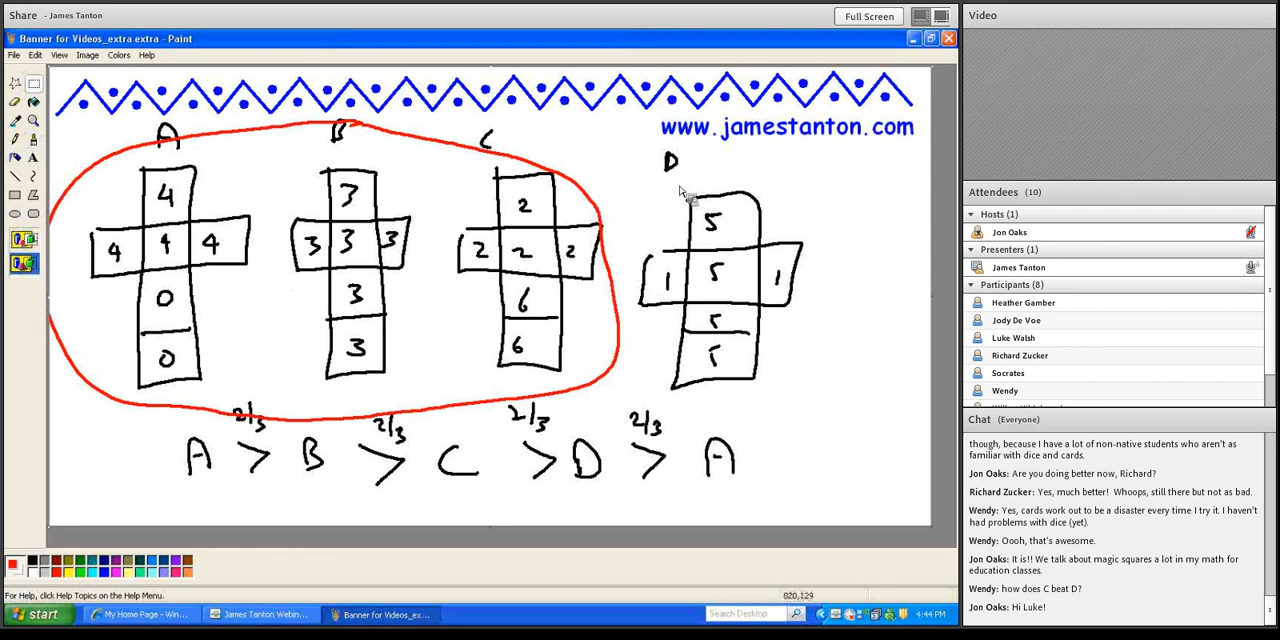 Share - James Tanton
Full Screen
Video
Banner for Videos_extra extra - Paint
File Edit View Image Colors Help
www.jamestanton.com
A B C D
4 3 2 5
4 4 4 3 3 3 2 2 2 1 5 1
0 3 6 5
0 3 6 5
2/3 2/3 2/3 2/3
A > B > C > D > A
For Help, click Help Topics on the Help Menu.
820,129
start
My Home Page - Win...
James Tanton Webin...
Banner for Videos_ex...
Search Desktop
4:44 PM
Attendees (10)
Hosts (1)
Jon Oaks
Presenters (1)
James Tanton
Participants (8)
Heather Gamber
Jody De Voe
Luke Walsh
Richard Zucker
Socrates
Wendy
Chat (Everyone)
though, because I have a lot of non-native students who aren't as
familiar with dice and cards.
Jon Oaks: Are you doing better now, Richard?
Richard Zucker: Yes, much better! Whoops, still there but not as bad.
Wendy: Yes, cards work out to be a disaster every time I try it. I haven't
had problems with dice (yet).
Wendy: Oooh, that's awesome.
Jon Oaks: It is!! We talk about magic squares a lot in my math for
education classes.
Wendy: how does C beat D?
Jon Oaks: Hi Luke!